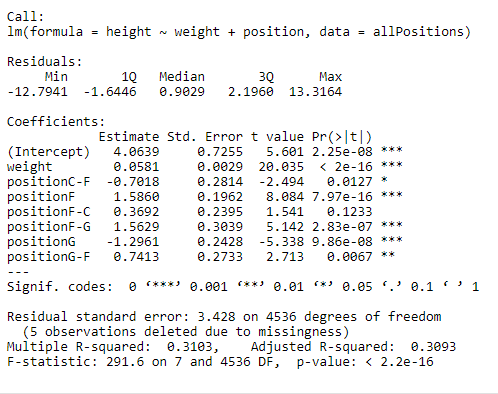 Call:
lm(formula = height ~ weight + position, data = allPositions)
Residuals:
     Min       1Q   Median       3Q      Max
-12.7941  -1.6446   0.9029   2.1960  13.3164
Coefficients:
            Estimate Std. Error t value Pr(>|t|)
(Intercept)   4.0639     0.7255   5.601 2.25e-08 ***
weight        0.0581     0.0029  20.035  < 2e-16 ***
positionC-F  -0.7018     0.2814  -2.494   0.0127 *
positionF     1.5860     0.1962   8.084 7.97e-16 ***
positionF-C   0.3692     0.2395   1.541   0.1233
positionF-G   1.5629     0.3039   5.142 2.83e-07 ***
positionG    -1.2961     0.2428  -5.338 9.86e-08 ***
positionG-F   0.7413     0.2733   2.713   0.0067 **
---
Signif. codes:  0 ‘***’ 0.001 ‘**’ 0.01 ‘*’ 0.05 ‘.’ 0.1 ‘ ’ 1
Residual standard error: 3.428 on 4536 degrees of freedom
  (5 observations deleted due to missingness)
Multiple R-squared:  0.3103,	Adjusted R-squared:  0.3093
F-statistic: 291.6 on 7 and 4536 DF,  p-value: < 2.2e-16